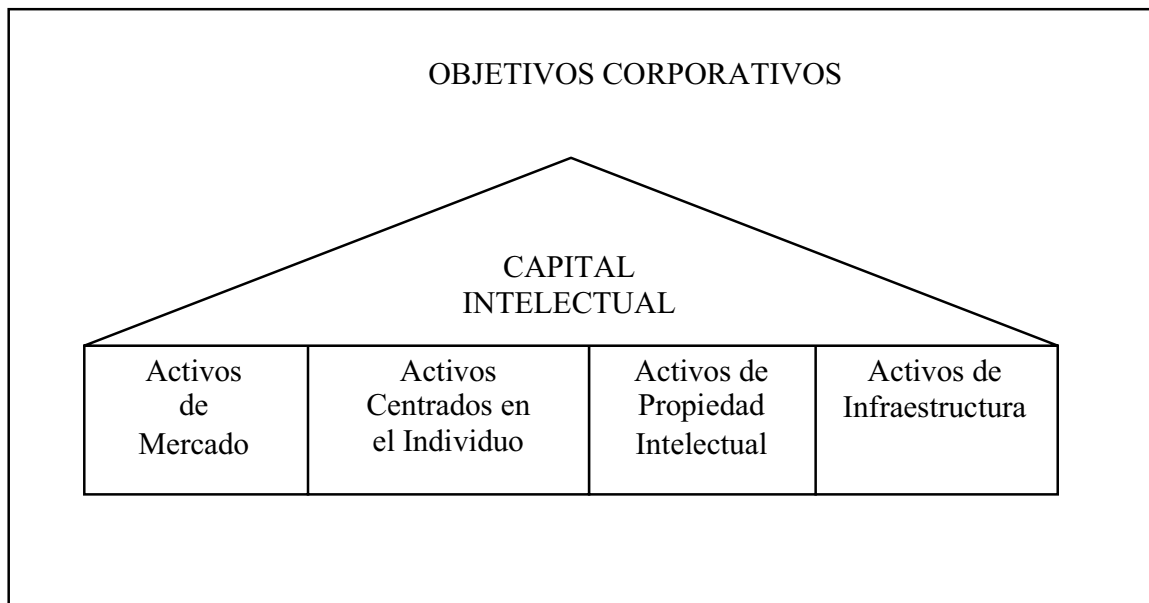 OBJETIVOS CORPORATIVOS
CAPITAL
INTELECTUAL
Activos
de
Mercado
Activos
Centrados en
el Individuo
Activos de
Propiedad
Intelectual
Activos de
Infraestructura